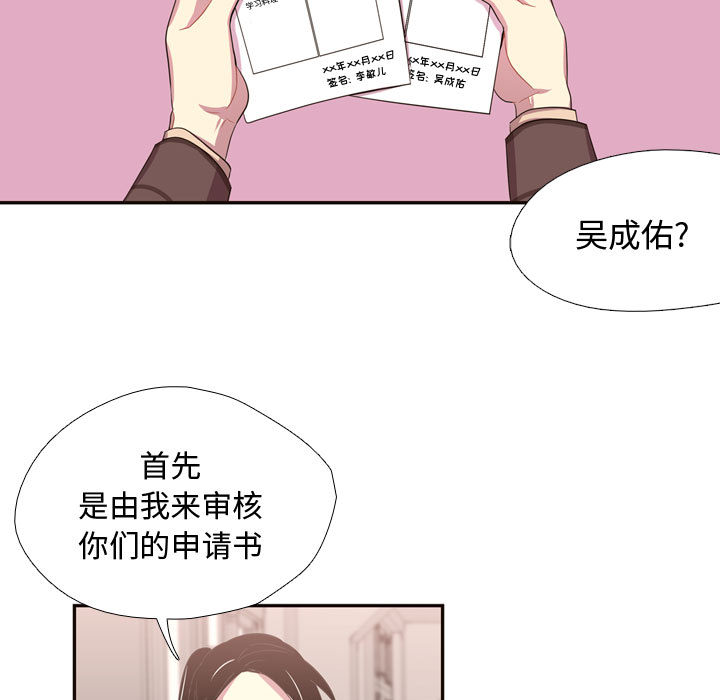 学习科技
xx年xx月xx日
签名: 李敏儿
xx年xx月xx日
签名: 吴成佑
吴成佑?
首先
是由我来审核
你们的申请书